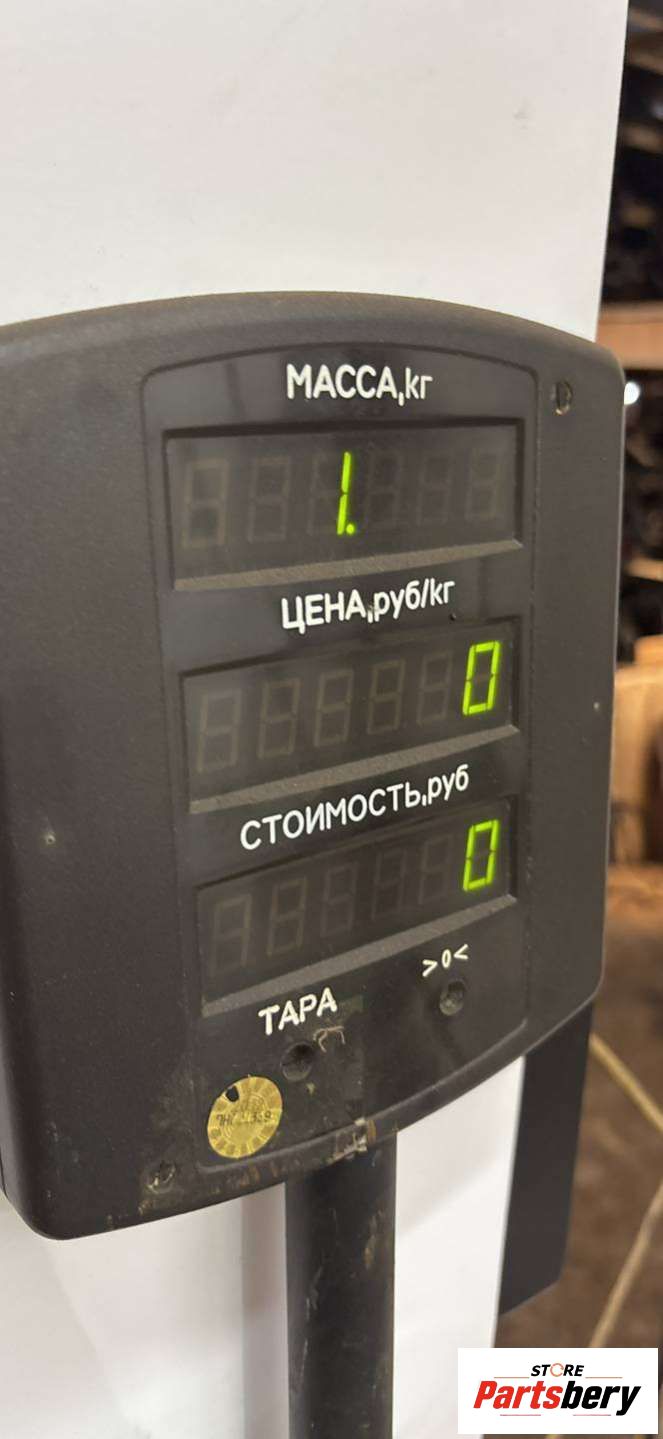 МАССА,кг
1.
ЦЕНА,руб/кг
0
СТОИМОСТЬ,руб
0
>0<
ТАРА
STORE
Partsbery